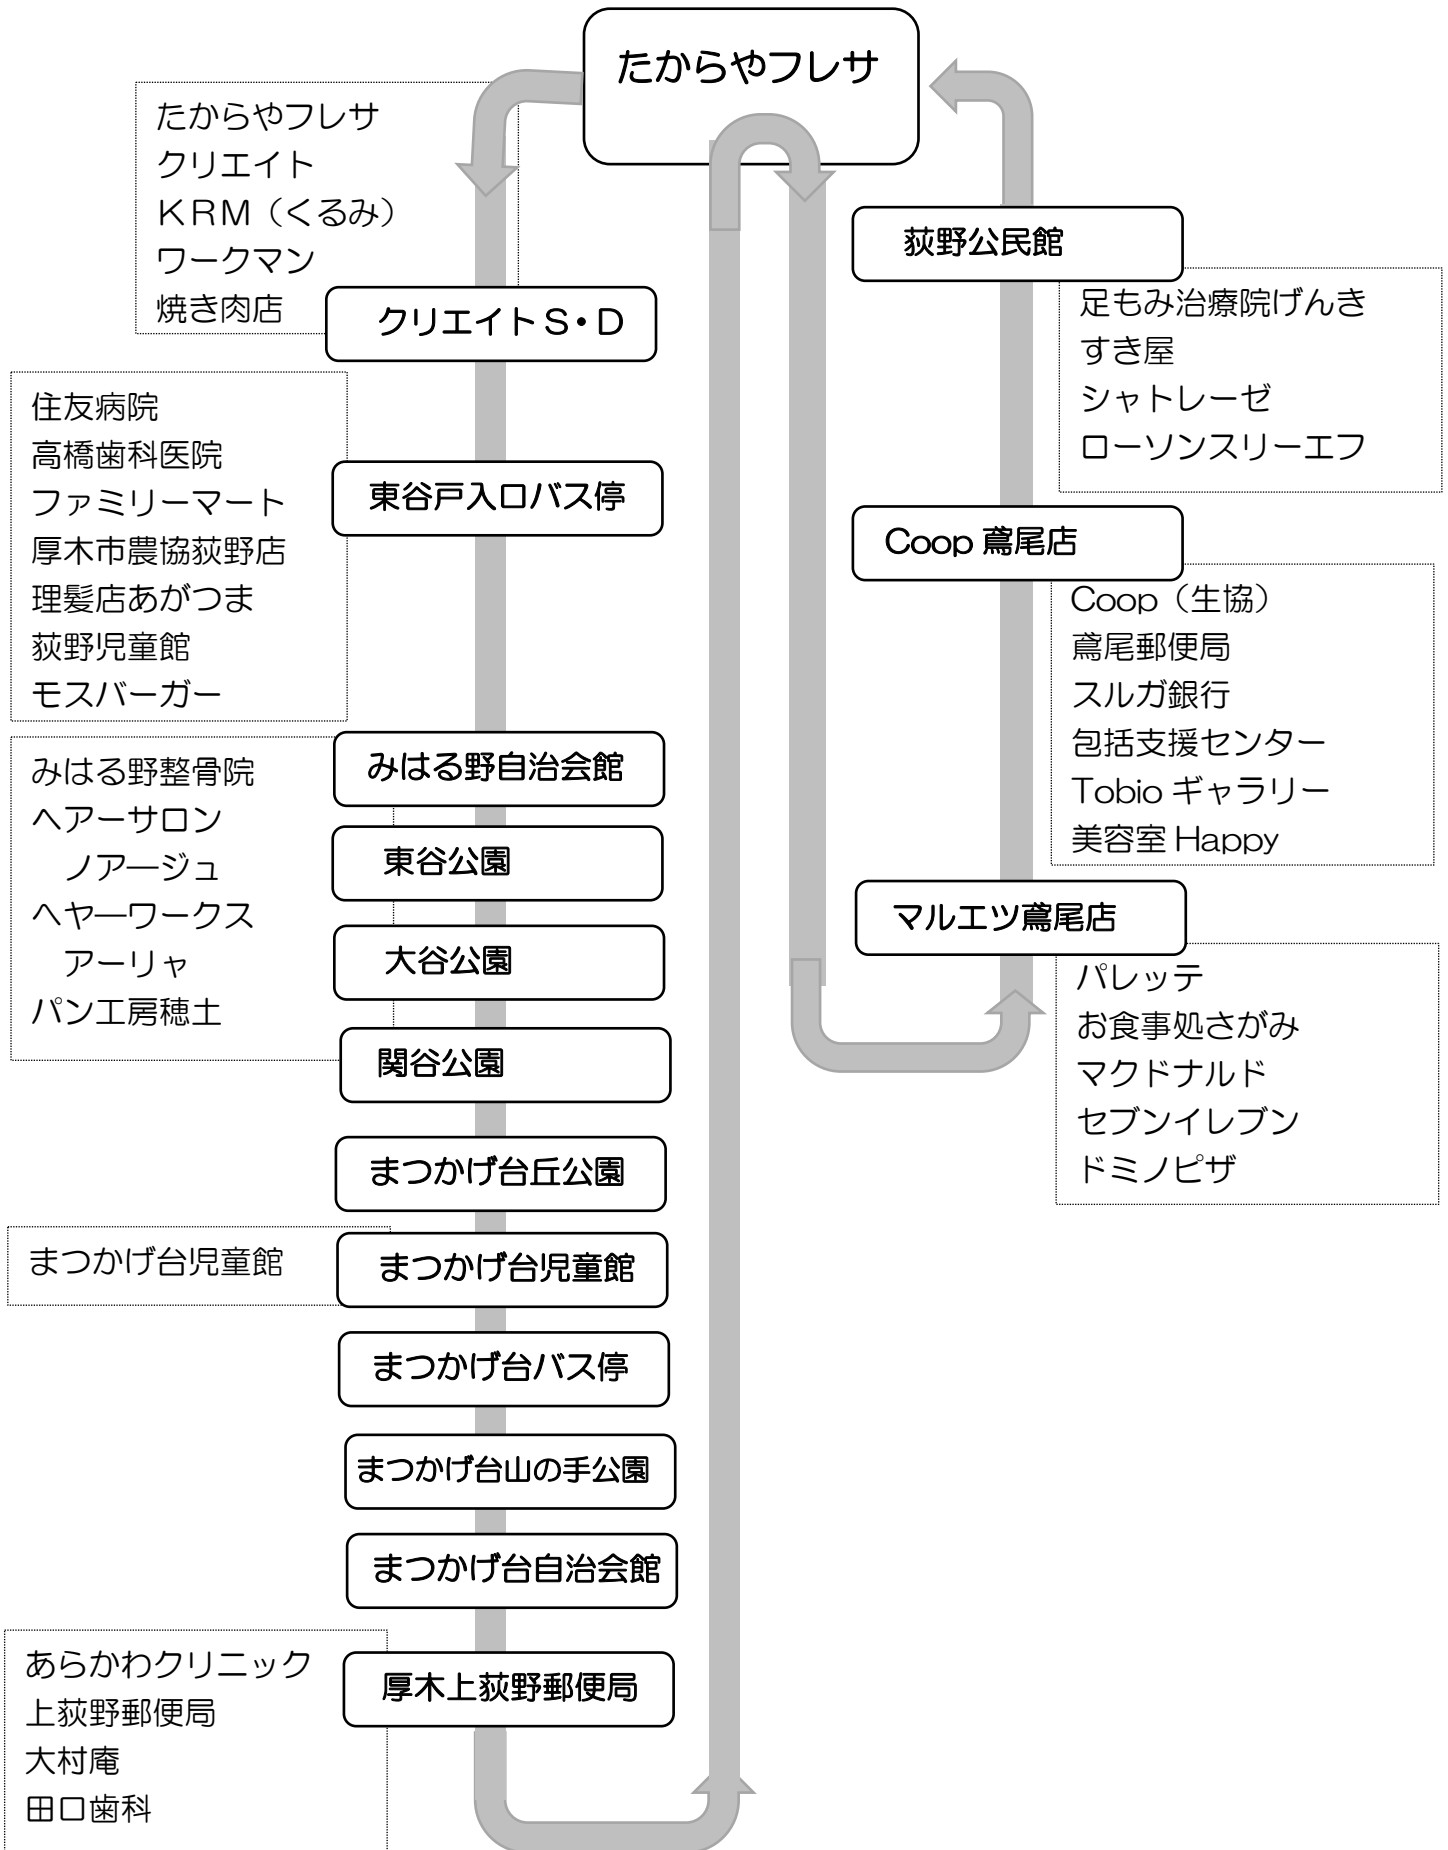 たからやフレサ
たからやフレサ
クリエイト
KRM（くるみ）
ワークマン
焼き肉店
クリエイトS・D
住友病院
高橋歯科医院
ファミリーマート
厚木市農協荻野店
理髪店あがつま
荻野児童館
モスバーガー
東谷戸入口バス停
みはる野自治会館
みはる野整骨院
ヘアーサロン
ノア―ジュ
ヘヤ―ワークス
アーリャ
パン工房穂土
東谷公園
大谷公園
関谷公園
まつかげ台丘公園
まつかげ台児童館
まつかげ台児童館
まつかげ台バス停
まつかげ台山の手公園
まつかげ台自治会館
厚木上荻野郵便局
あらかわクリニック
上荻野郵便局
大村庵
田口歯科
荻野公民館
足もみ治療院げんき
すき屋
シャトレーゼ
ローソンスリーエフ
Coop 鳶尾店
Coop（生協）
鳶尾郵便局
スルガ銀行
包括支援センター
Tobio ギャラリー
美容室 Happy
マルエツ鳶尾店
パレッテ
お食事処さがみ
マクドナルド
セブンイレブン
ドミノピザ